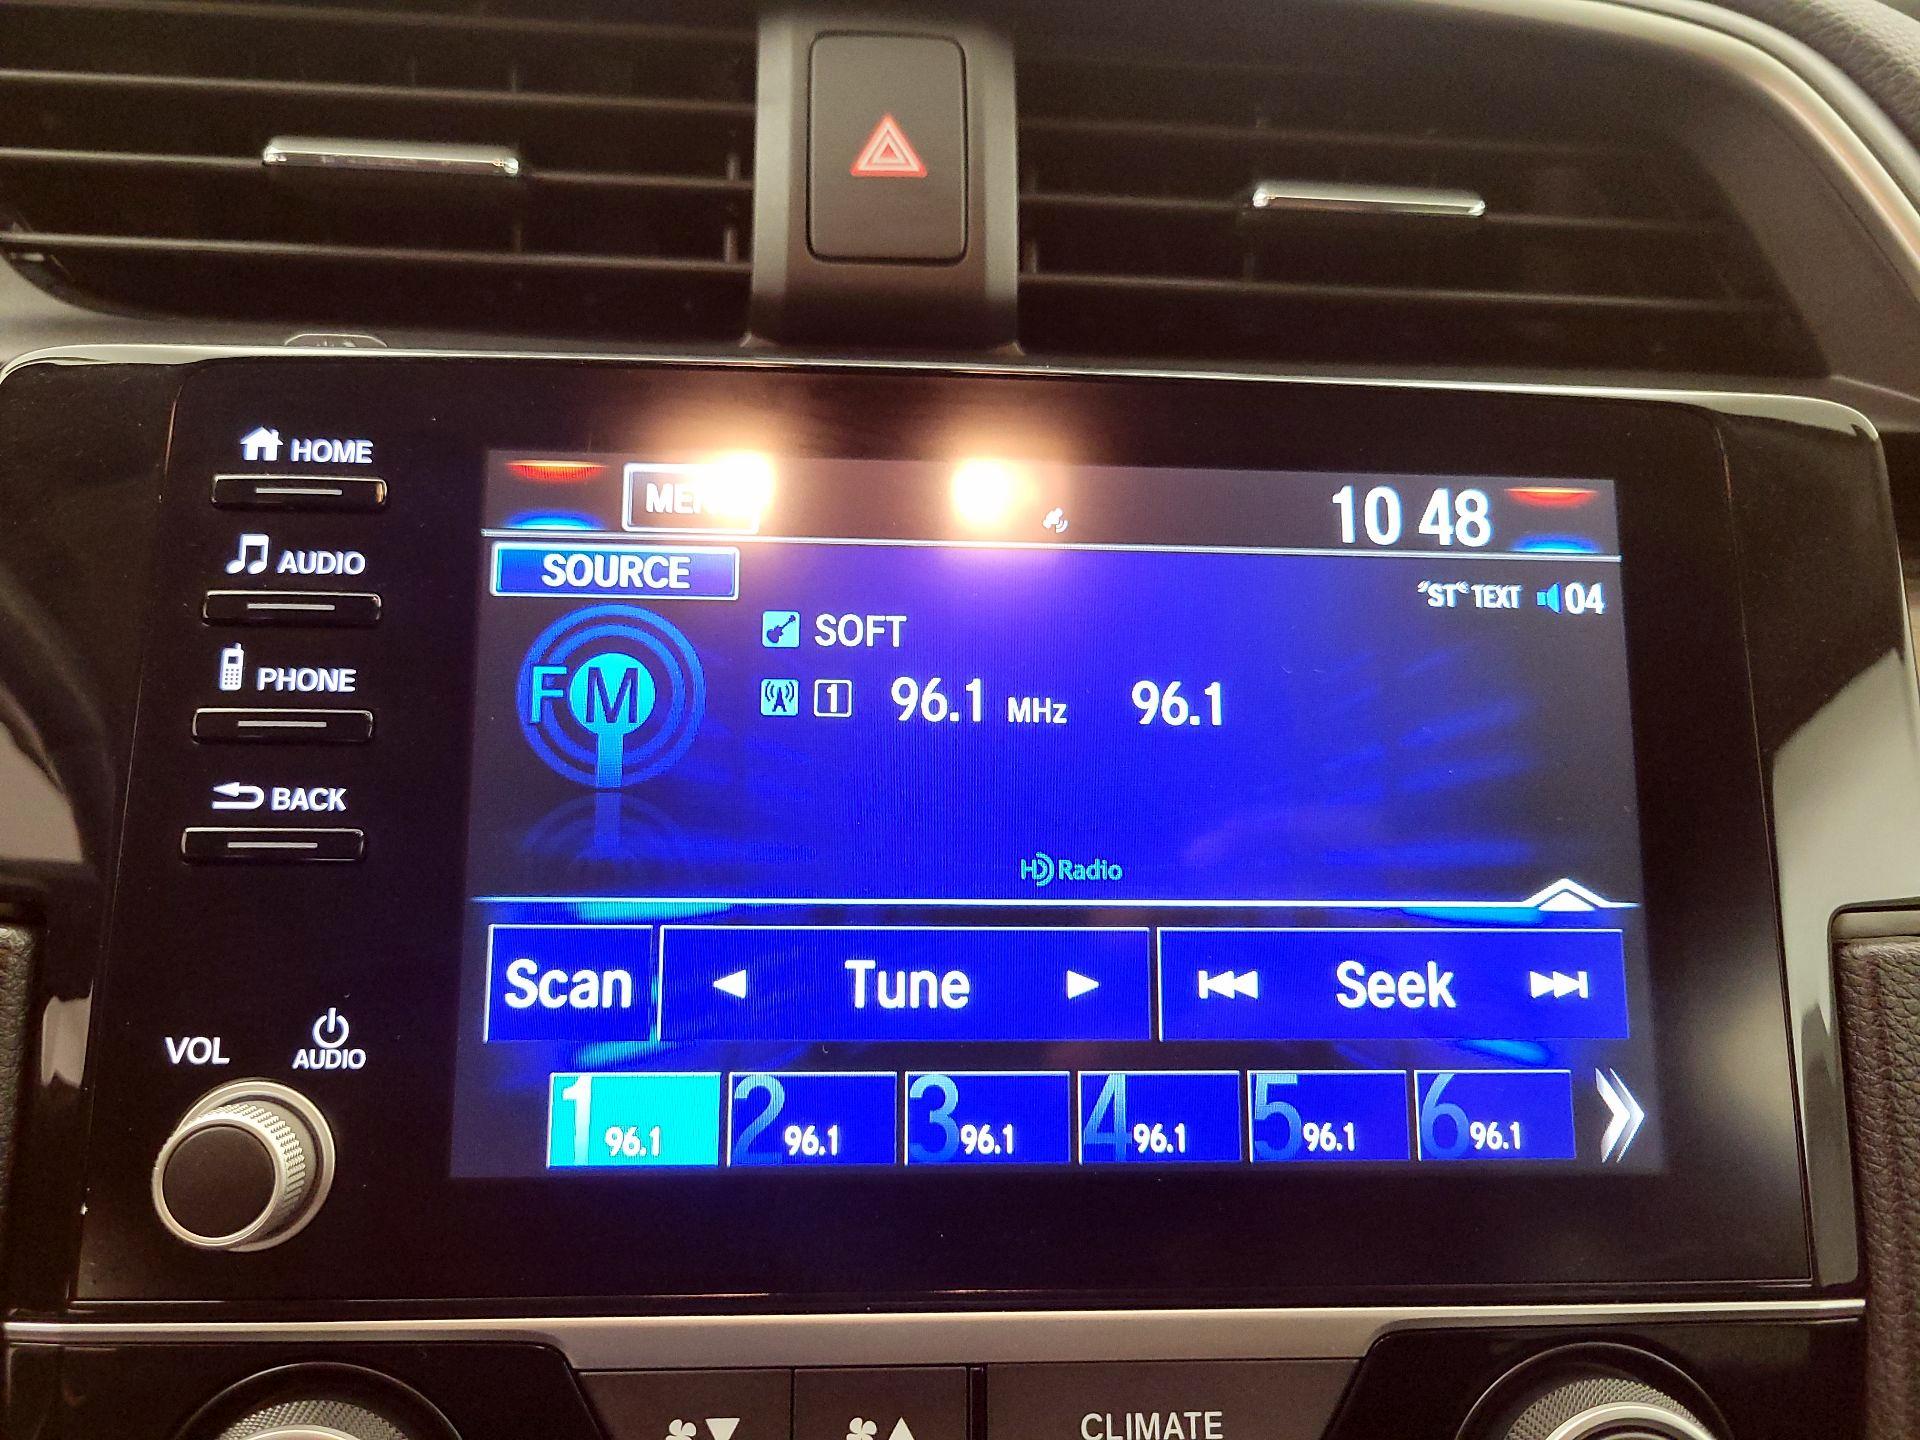 HOME
MENU
10 48
SOURCE
AUDIO
"ST" TEXT 04
SOFT
FM
1 96.1 MHz 96.1
PHONE
BACK
HD Radio
Scan Tune Seek
VOL AUDIO
1 96.1 2 96.1 3 96.1 4 96.1 5 96.1 6 96.1
CLIMATE